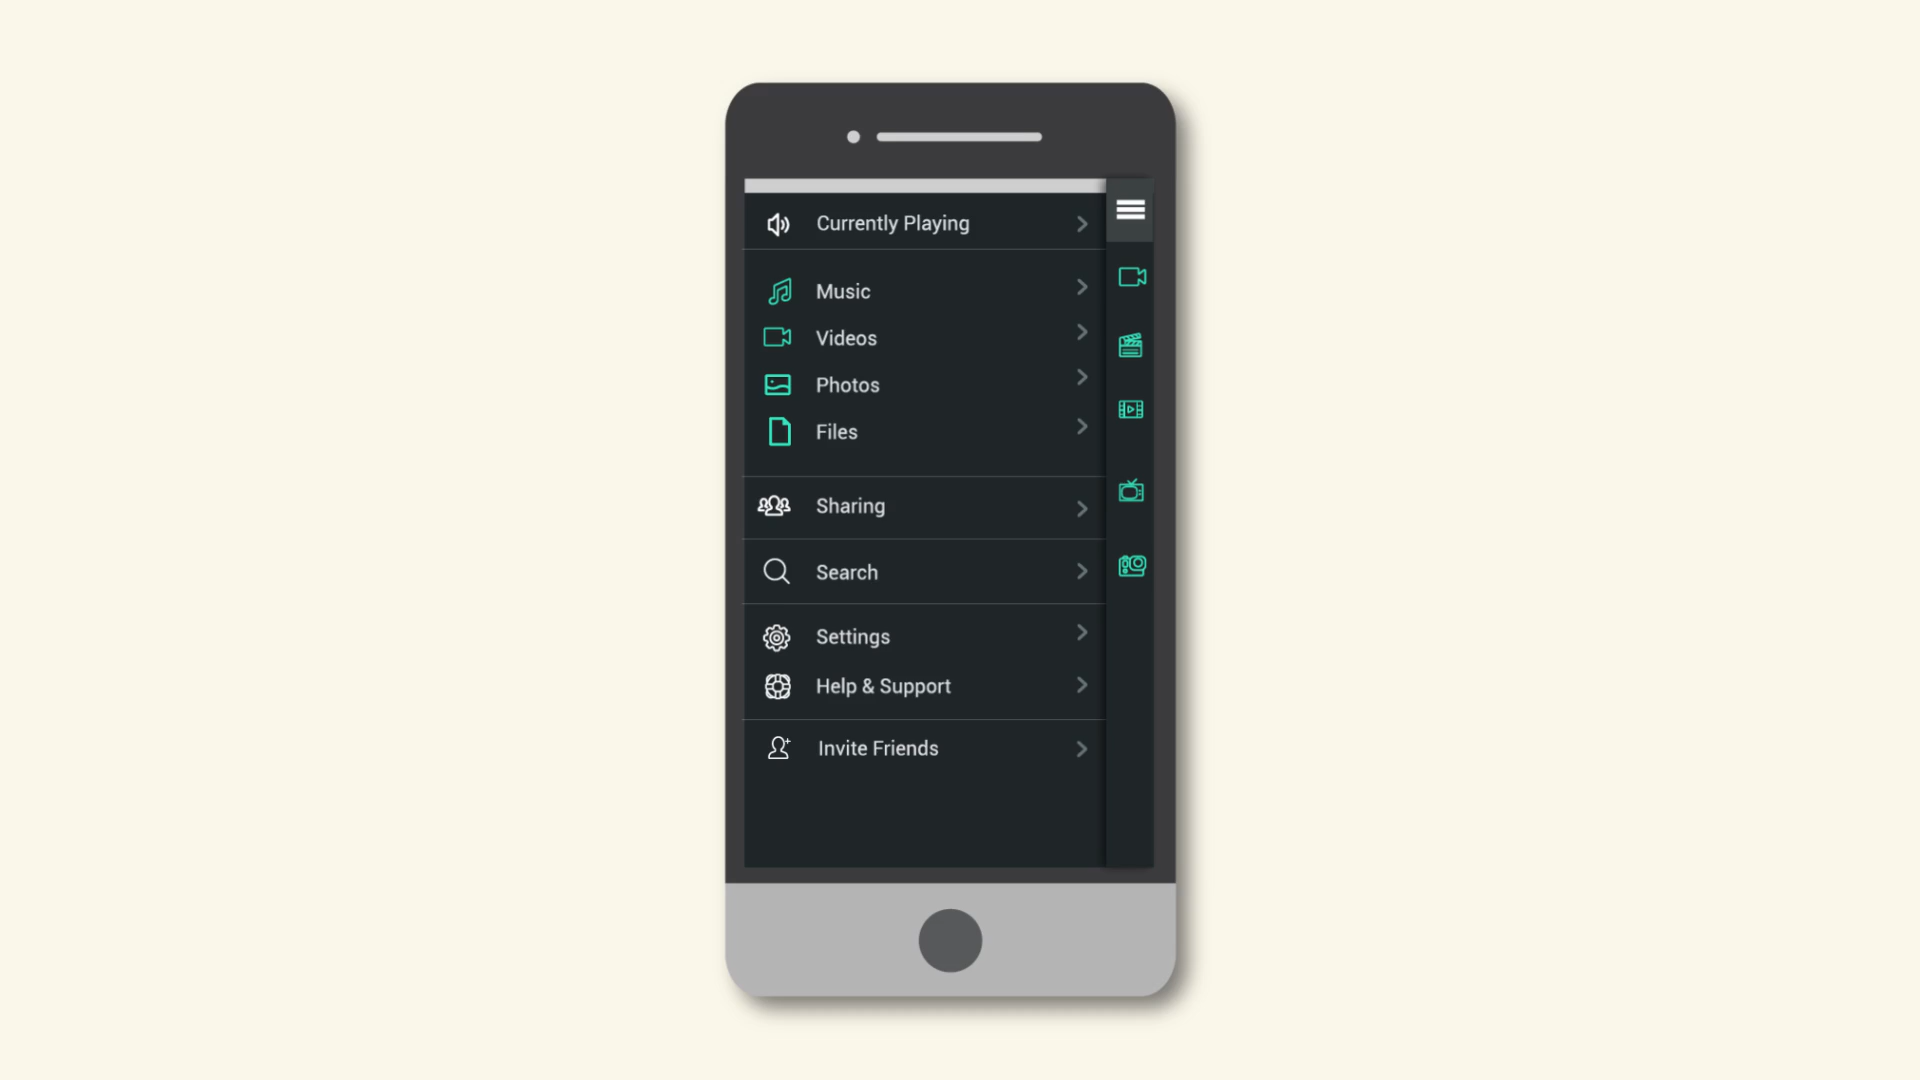 Currently Playing
Music
Videos
Photos
Files
Sharing
Search
Settings
Help & Support
Invite Friends